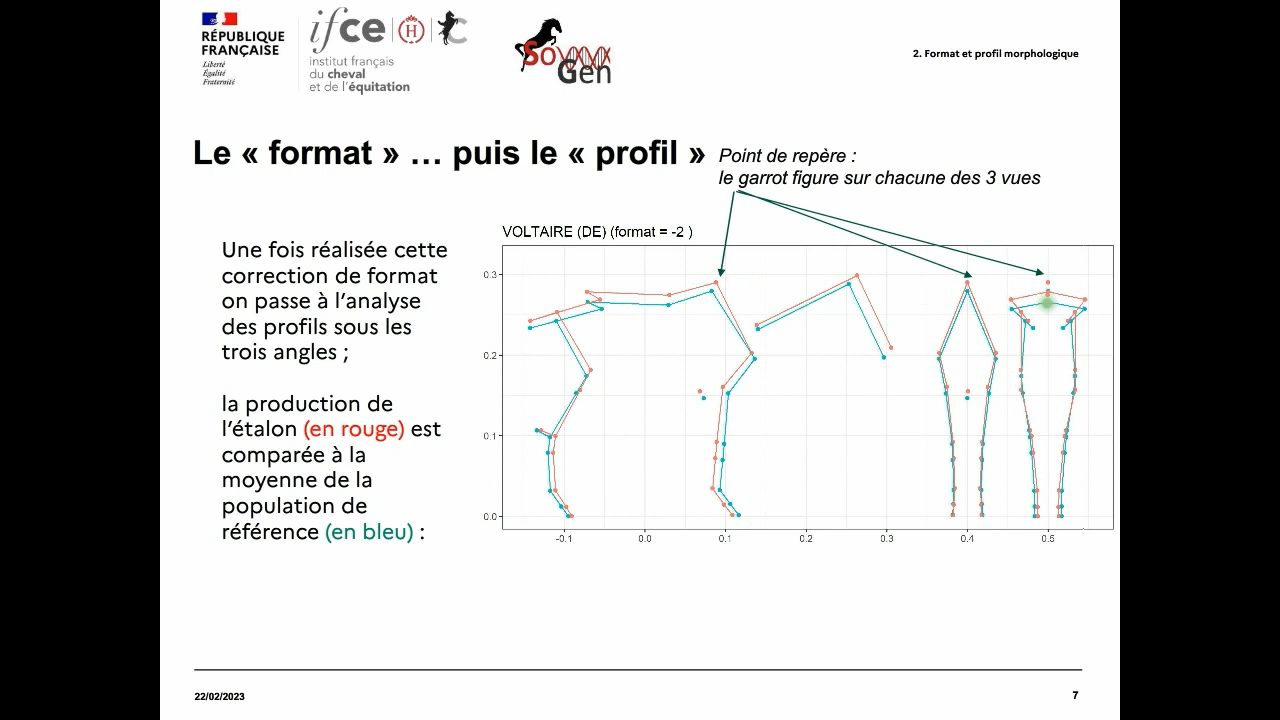 RÉPUBLIQUE
FRANÇAISE
Liberté
Égalité
Fraternité
ifce
H
institut français
du cheval
et de l'équitation
So
Gen
2. Format et profil morphologique
Le « format » … puis le « profil »
Point de repère :
le garrot figure sur chacune des 3 vues
Une fois réalisée cette
correction de format
on passe à l'analyse
des profils sous les
trois angles ;
la production de
l'étalon (en rouge) est
comparée à la
moyenne de la
population de
référence (en bleu) :
VOLTAIRE (DE) (format = -2 )
0.3
0.2
0.1
0.0
-0.1 0.0 0.1 0.2 0.3 0.4 0.5
22/02/2023
7